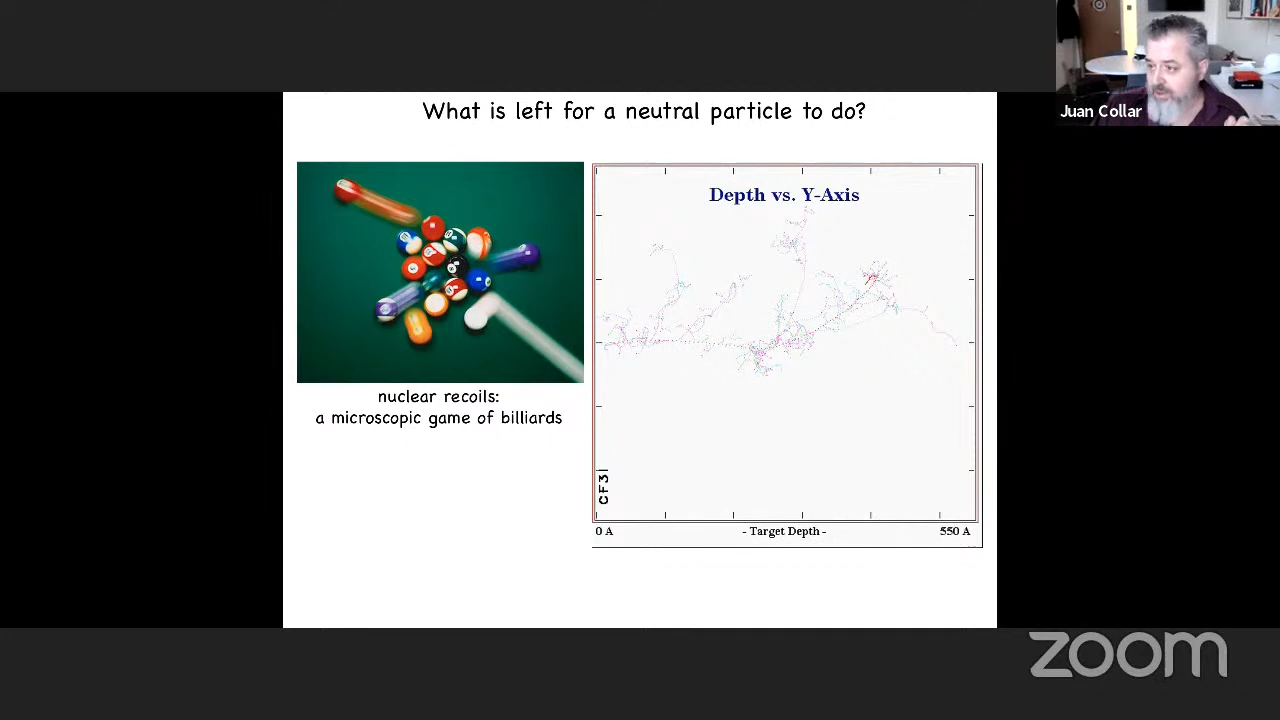 What is left for a neutral particle to do?
Juan Collar
Depth vs. Y-Axis
nuclear recoils:
a microscopic game of billiards
CF3I
0 A
- Target Depth -
550 A
zoom